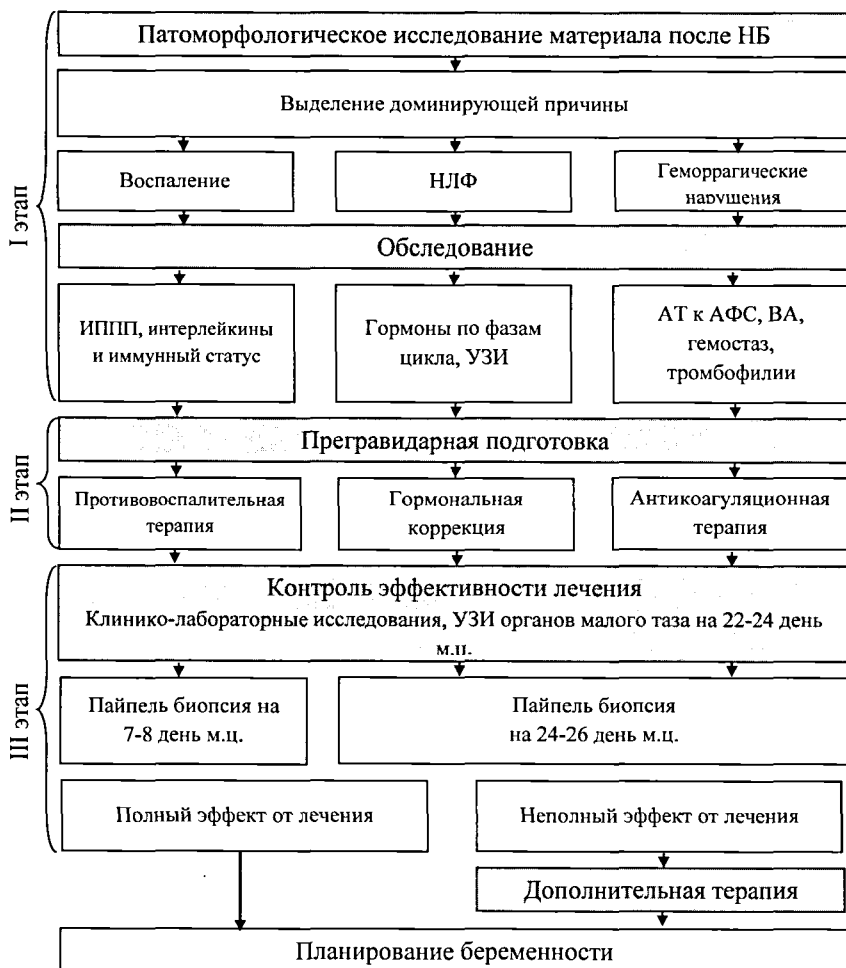 Патоморфологическое исследование материала после НБ
Выделение доминирующей причины
Воспаление
НЛФ
Геморрагические
нарушения
I этап
Обследование
ИППП, интерлейкины
и иммунный статус
Гормоны по фазам
цикла, УЗИ
АТ к АФС, ВА,
гемостаз,
тромбофилии
Прегравидарная подготовка
II этап
Противовоспалительная
терапия
Гормональная
коррекция
Антикоагуляционная
терапия
Контроль эффективности лечения
Клинико-лабораторные исследования, УЗИ органов малого таза на 22-24 день
м.ц.
III этап
Пайпель биопсия на
7-8 день м.ц.
Пайпель биопсия
на 24-26 день м.ц.
Полный эффект от лечения
Неполный эффект от лечения
Дополнительная терапия
Планирование беременности